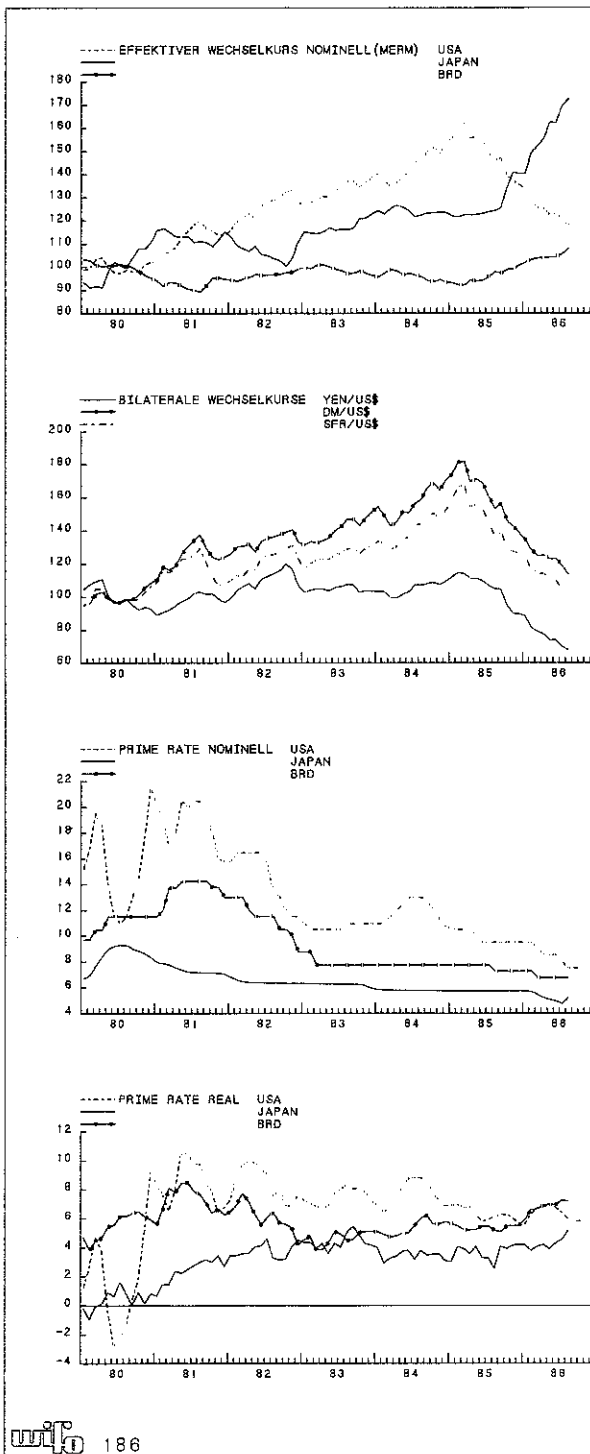 EFFEKTIVER WECHSELKURS NOMINELL(MERM) USA
JAPAN
BRD
180
170
160
150
140
130
120
110
100
90
80
80 81 82 83 84 85 86
BILATERALE WECHSELKURSE YEN/US$
DM/US$
SFR/US$
200
180
160
140
120
100
80
60
80 81 82 83 84 85 86
PRIME RATE NOMINELL USA
JAPAN
BRD
22
20
18
16
14
12
10
8
6
4
80 81 82 83 84 85 86
PRIME RATE REAL USA
JAPAN
BRD
12
10
8
6
4
2
0
-2
-4
80 81 82 83 84 85 86
wifo 186